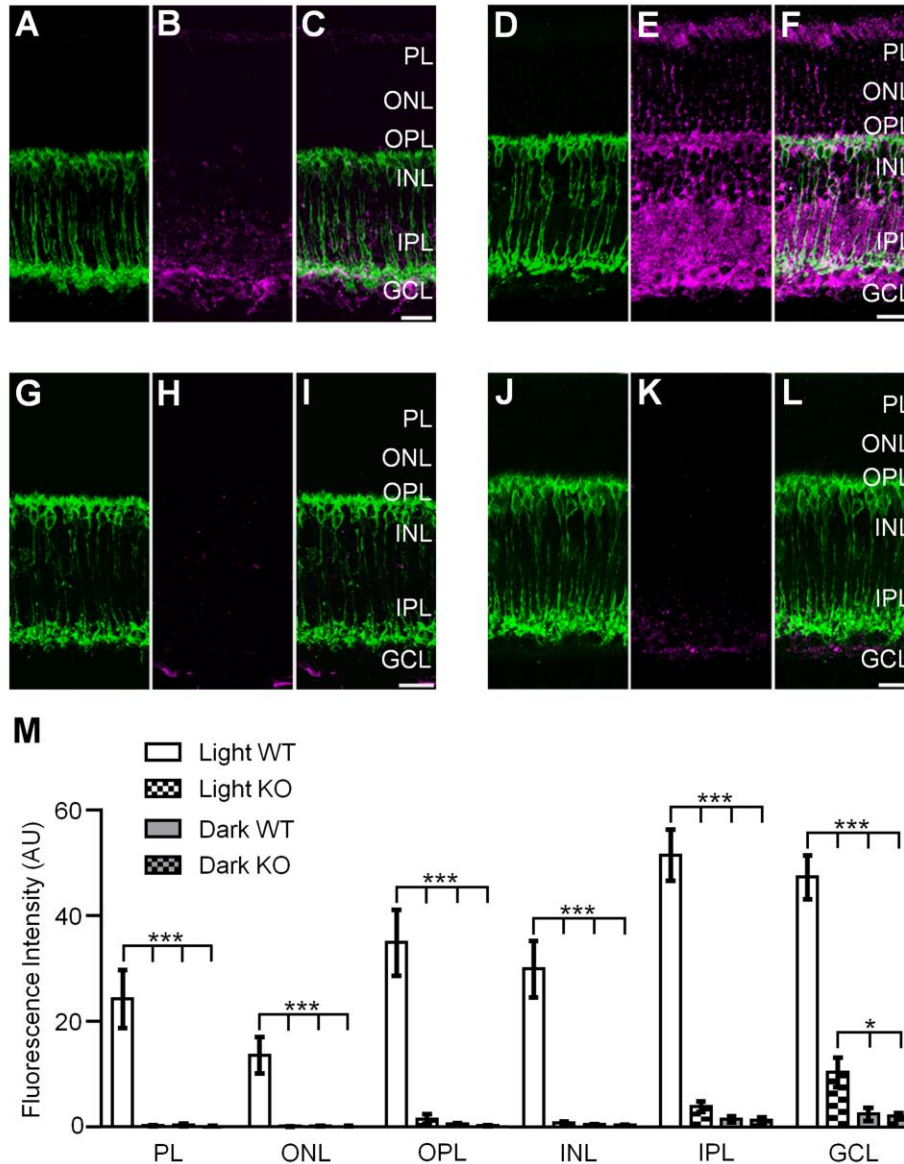 A B C
PL
ONL
OPL
INL
IPL
GCL
D E F
PL
ONL
OPL
INL
IPL
GCL
G H I
PL
ONL
OPL
INL
IPL
GCL
J K L
PL
ONL
OPL
INL
IPL
GCL
M
Light WT
Light KO
Dark WT
Dark KO
Fluorescence Intensity (AU)
60
40
20
0
***
***
***
***
***
***
*
PL ONL OPL INL IPL GCL